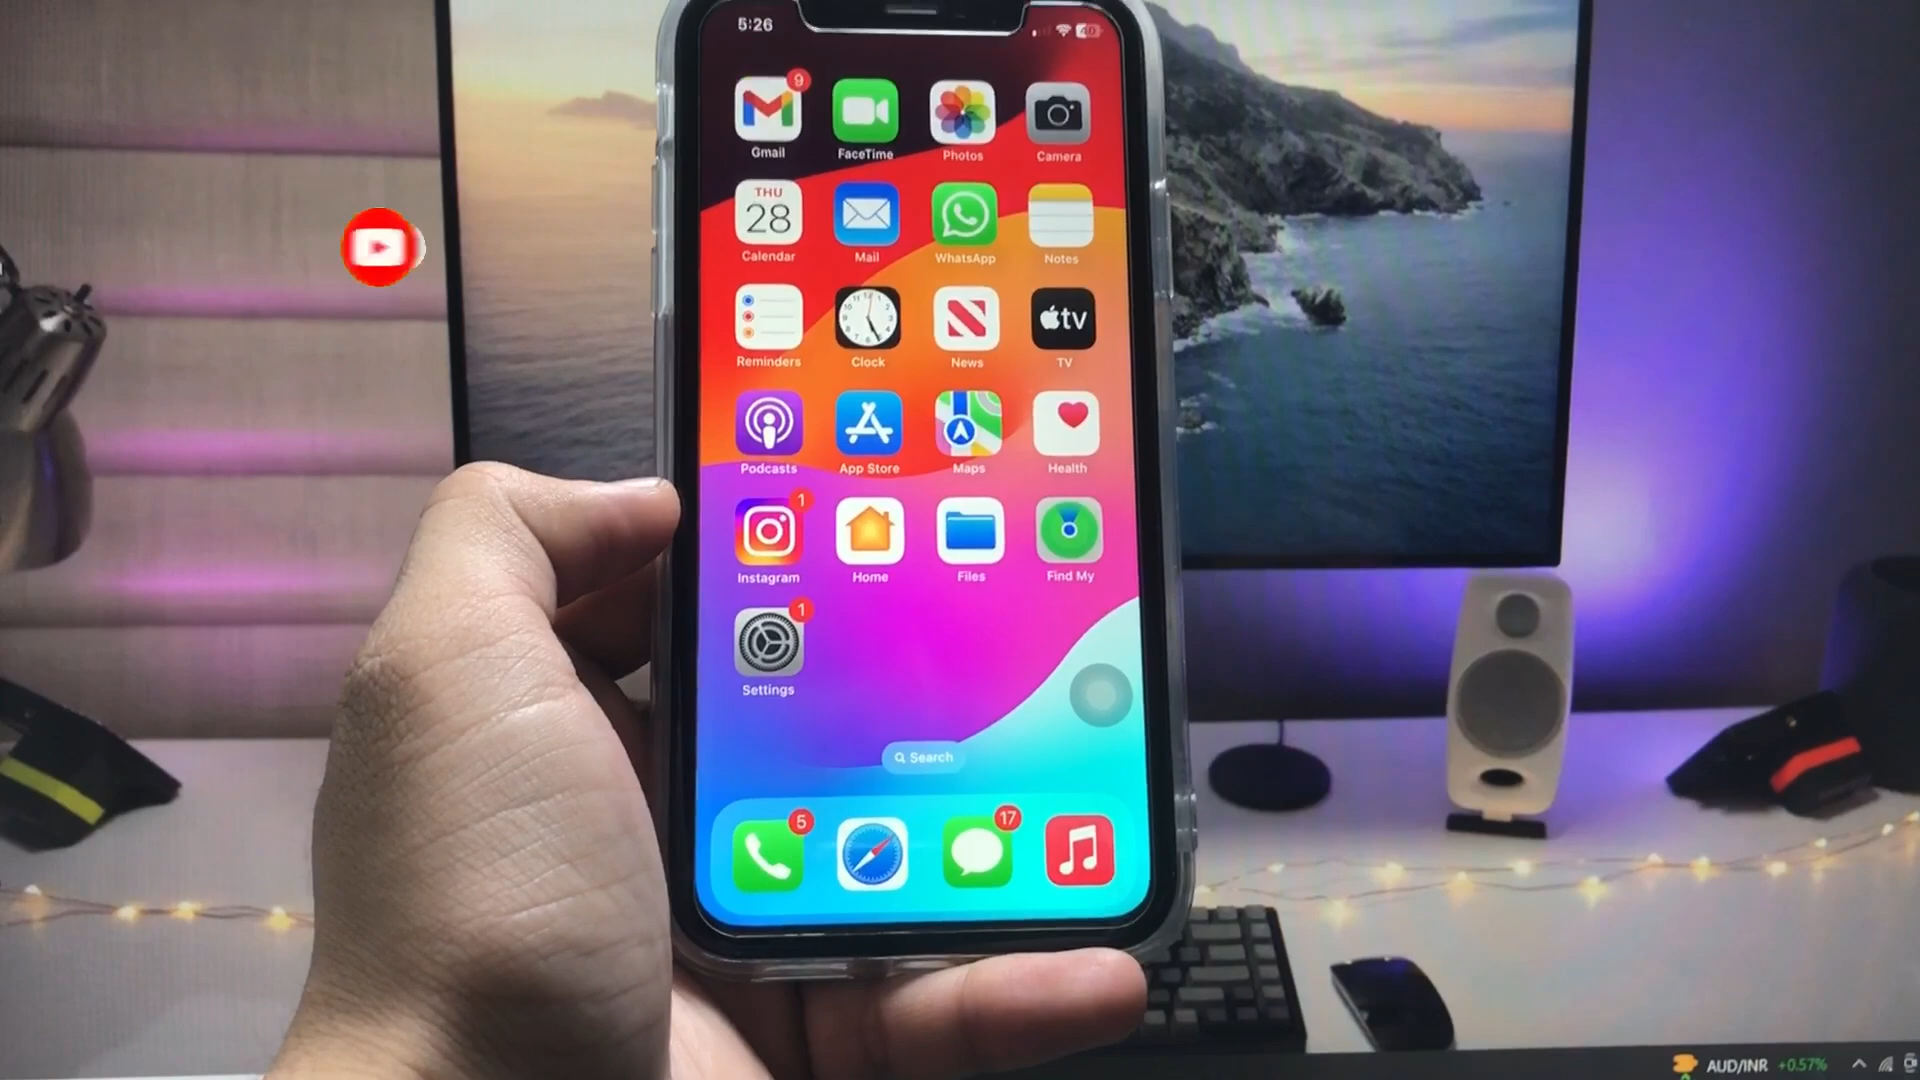 5:26
40
9
Gmail
FaceTime
Photos
Camera
THU
28
Calendar
Mail
WhatsApp
Notes
Reminders
Clock
News
tv
TV
Podcasts
App Store
Maps
Health
1
Instagram
Home
Files
Find My
1
Settings
Search
5
17
AUD/INR +0.57%